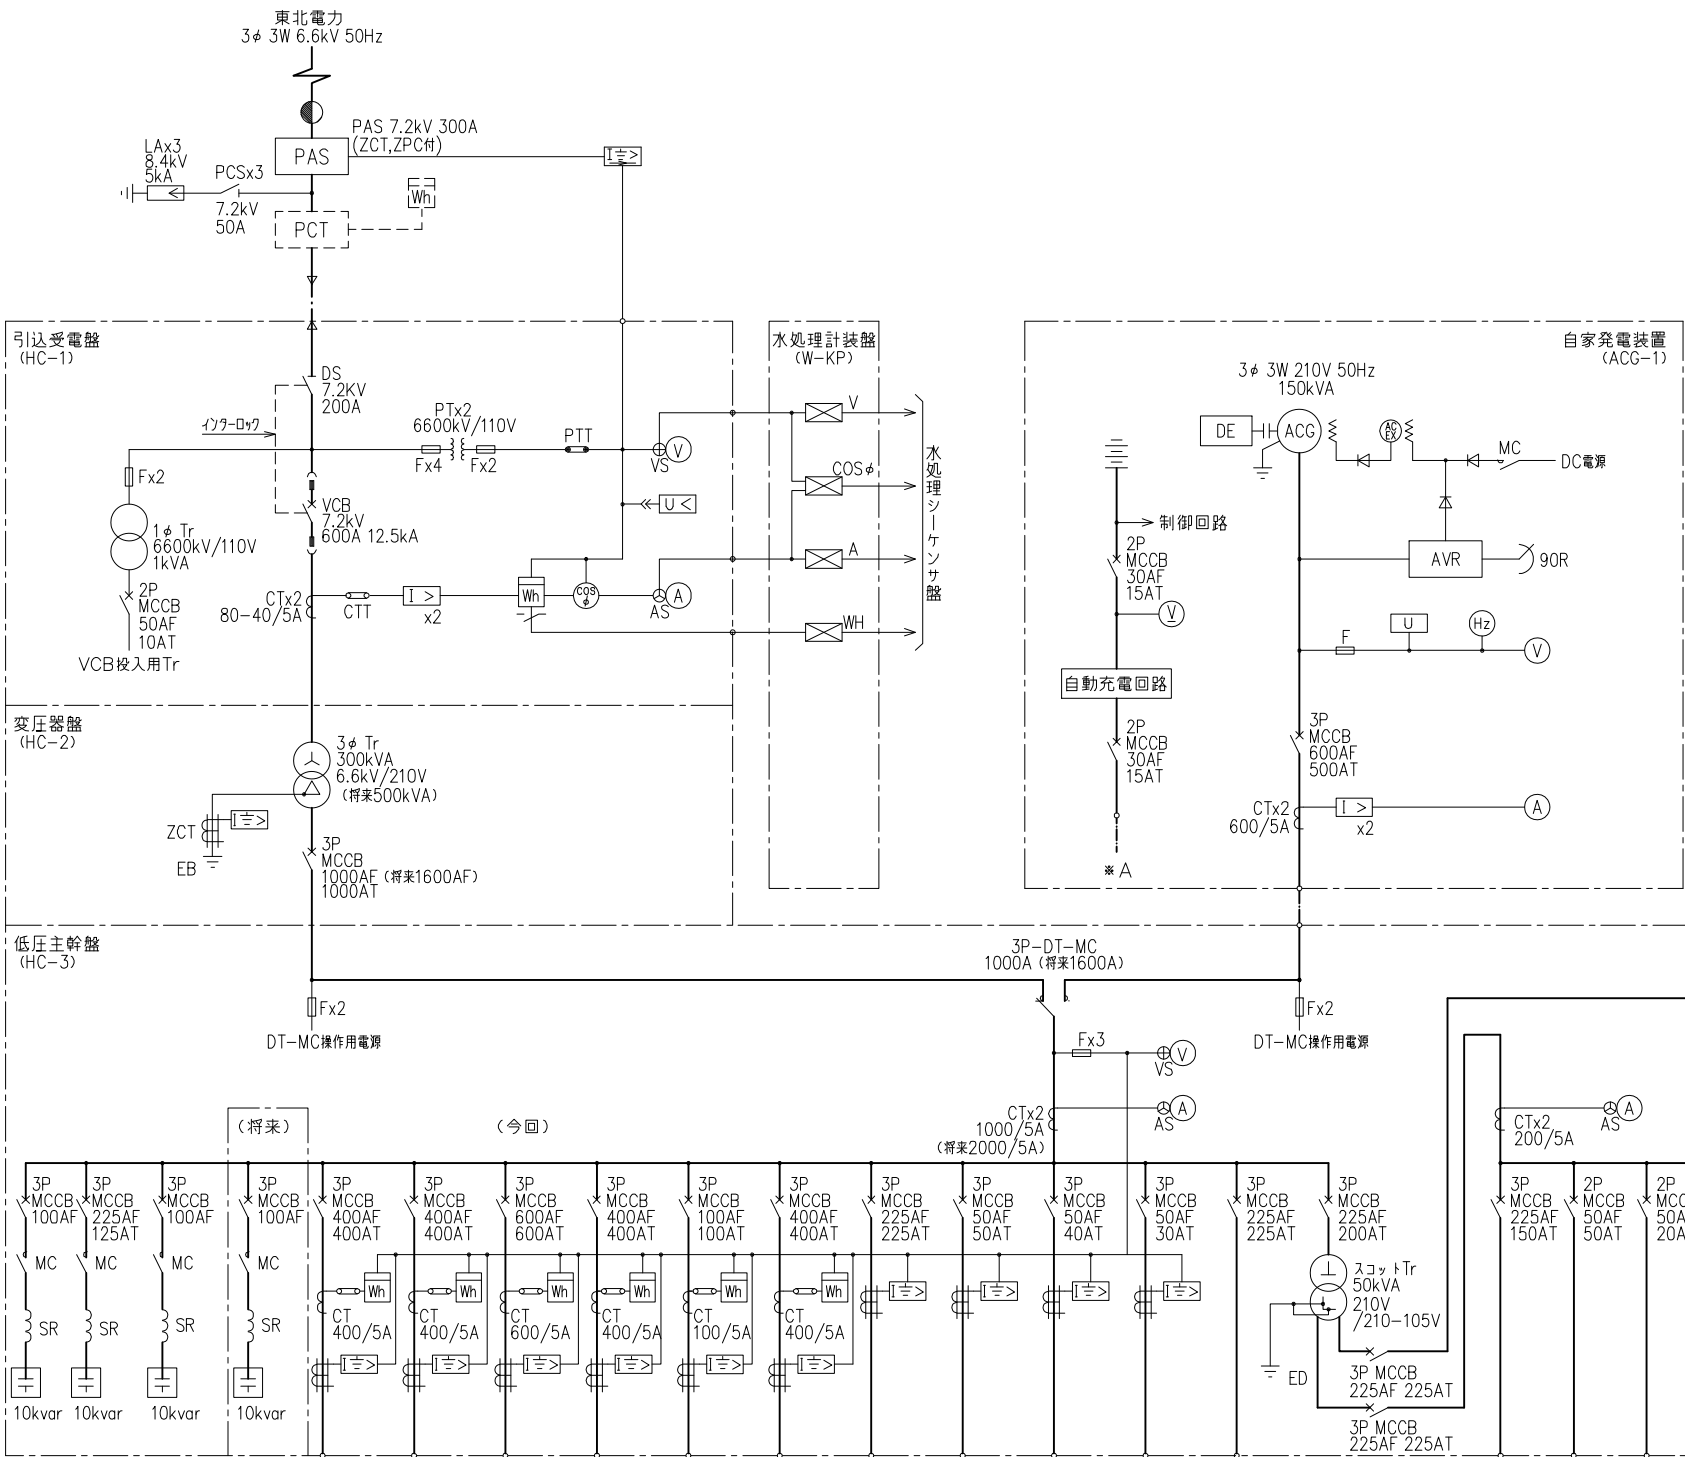 東北電力
3φ 3W 6.6kV 50Hz
PAS 7.2kV 300A
(ZCT,ZPC付)
PAS
I>
LAx3
8.4kV
5kA
PCSx3
7.2kV
50A
Wh
PCT
引込受電盤
(HC-1)
DS
7.2KV
200A
インターロック
PTx2
6600kV/110V
Fx4
Fx2
PTT
VS
V
Fx2
VCB
7.2kV
600A 12.5kA
U <
1φ Tr
6600kV/110V
1kVA
2P
MCCB
50AF
10AT
VCB投入用Tr
CTx2
80-40/5A
CTT
I >
x2
Wh
cos
φ
AS
A
水処理計装盤
(W-KP)
V
COSφ
A
WH
水処理シーケンサ盤
自家発電装置
(ACG-1)
3φ 3W 210V 50Hz
150kVA
DE
ACG
AC
EX
MC
DC電源
制御回路
2P
MCCB
30AF
15AT
V
AVR
90R
自動充電回路
F
U
Hz
V
2P
MCCB
30AF
15AT
3P
MCCB
600AF
500AT
CTx2
600/5A
I >
x2
A
※A
変圧器盤
(HC-2)
3φ Tr
300kVA
6.6kV/210V
(将来500kVA)
I>
ZCT
EB
3P
MCCB
1000AF (将来1600AF)
1000AT
低圧主幹盤
(HC-3)
3P-DT-MC
1000A (将来1600A)
Fx2
DT-MC操作用電源
Fx2
DT-MC操作用電源
Fx3
VS
V
CTx2
1000/5A
(将来2000/5A)
AS
A
CTx2
200/5A
AS
A
(将来)
(今回)
3P
MCCB
100AF
3P
MCCB
225AF
125AT
3P
MCCB
100AF
3P
MCCB
100AF
3P
MCCB
400AF
400AT
3P
MCCB
400AF
400AT
3P
MCCB
600AF
600AT
3P
MCCB
400AF
400AT
3P
MCCB
100AF
100AT
3P
MCCB
400AF
400AT
3P
MCCB
225AF
225AT
3P
MCCB
50AF
50AT
3P
MCCB
50AF
40AT
3P
MCCB
50AF
30AT
3P
MCCB
225AF
225AT
3P
MCCB
225AF
200AT
3P
MCCB
225AF
150AT
2P
MCCB
50AF
50AT
2P
MCC
50A
20A
MC
MC
MC
MC
SR
SR
SR
SR
10kvar
10kvar
10kvar
10kvar
Wh
Wh
Wh
Wh
Wh
Wh
CT
400/5A
CT
400/5A
CT
600/5A
CT
400/5A
CT
100/5A
CT
400/5A
I>
I>
I>
I>
I>
I>
I>
I>
I>
I>
スコットTr
50kVA
210V
/210-105V
ED
3P MCCB
225AF 225AT
3P MCCB
225AF 225AT